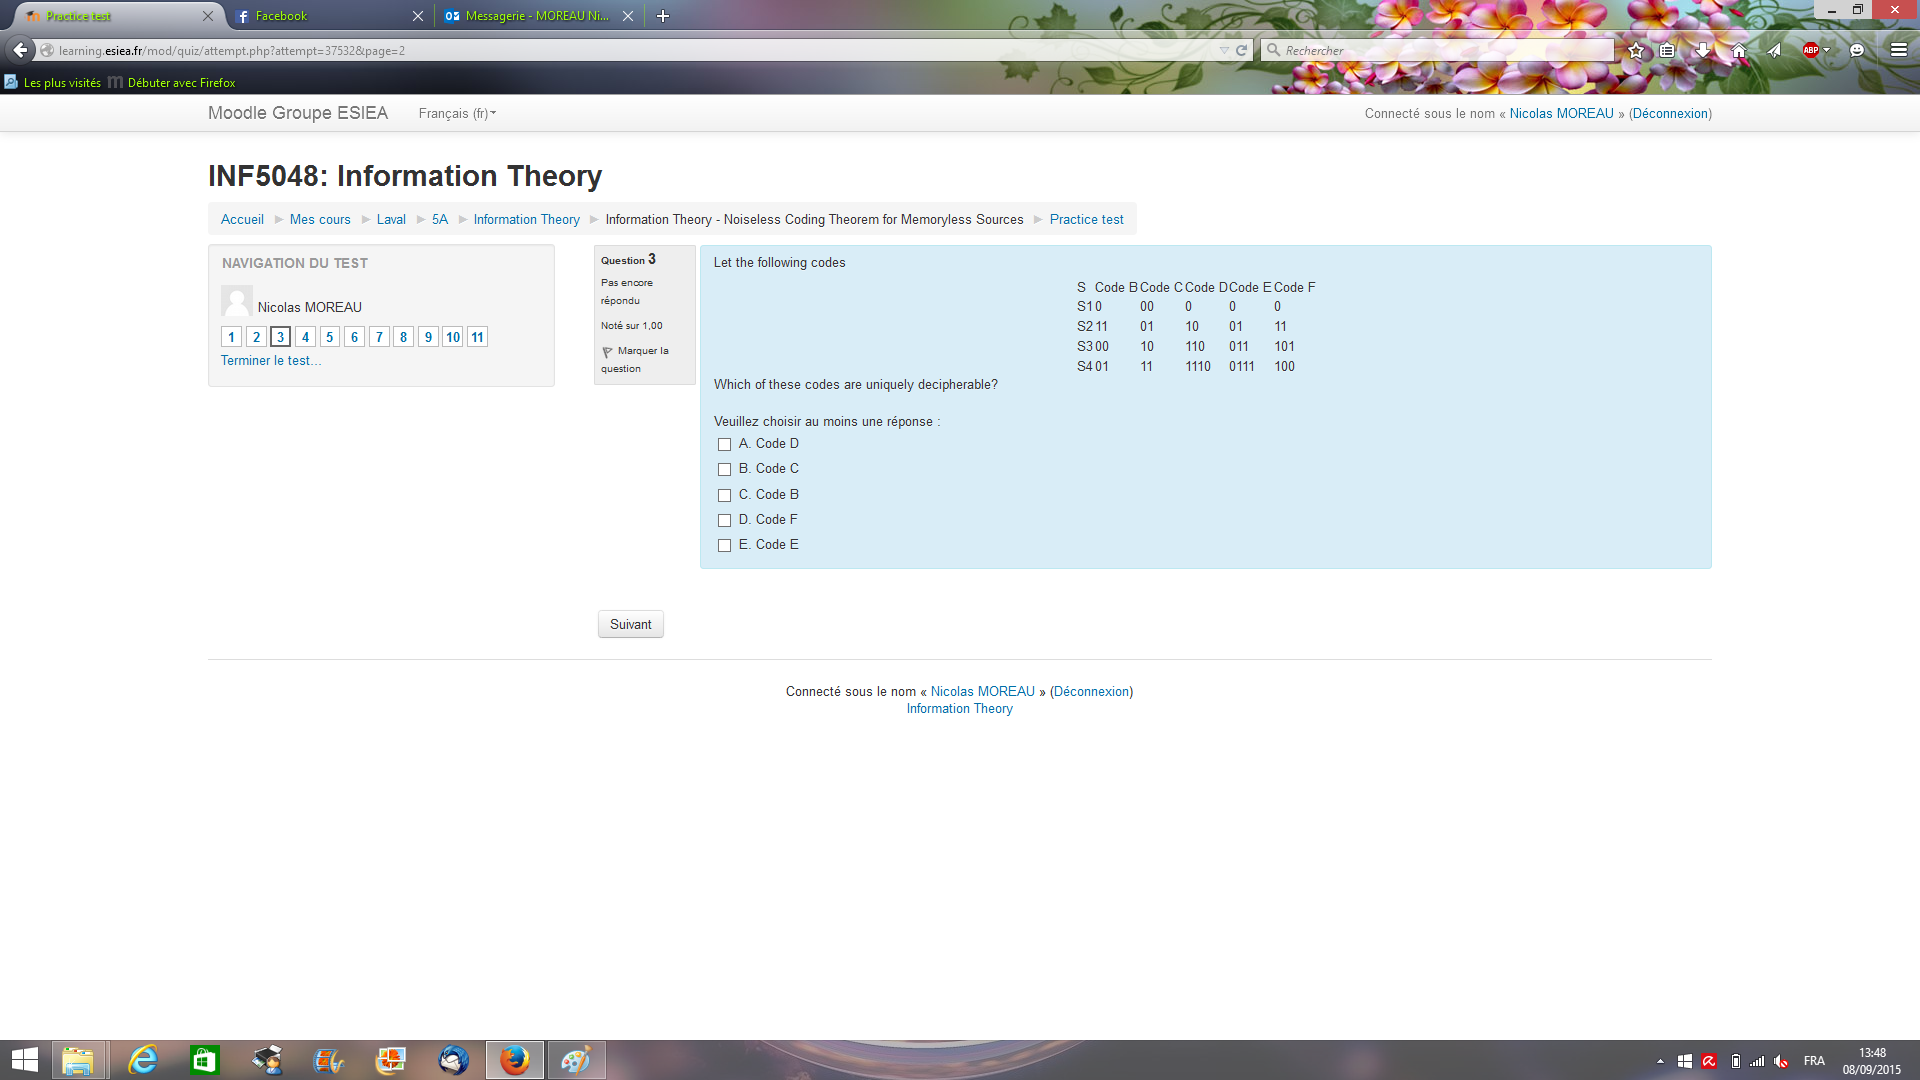 Practice test
Facebook
Messagerie - MOREAU Ni...
learning.esiea.fr/mod/quiz/attempt.php?attempt=37532&page=2
Rechercher
ABP
Les plus visités
Débuter avec Firefox
Moodle Groupe ESIEA
Français (fr)
Connecté sous le nom « Nicolas MOREAU » (Déconnexion)
INF5048: Information Theory
Accueil ► Mes cours ► Laval ► 5A ► Information Theory ► Information Theory - Noiseless Coding Theorem for Memoryless Sources ► Practice test
NAVIGATION DU TEST
Nicolas MOREAU
1 2 3 4 5 6 7 8 9 10 11
Terminer le test...
Question 3
Pas encore
répondu
Noté sur 1,00
Marquer la
question
Let the following codes
S Code B Code C Code D Code E Code F
S1 0 00 0 0 0
S2 11 01 10 01 11
S3 00 10 110 011 101
S4 01 11 1110 0111 100
Which of these codes are uniquely decipherable?
Veuillez choisir au moins une réponse :
A. Code D
B. Code C
C. Code B
D. Code F
E. Code E
Suivant
Connecté sous le nom « Nicolas MOREAU » (Déconnexion)
Information Theory
FRA
13:48
08/09/2015